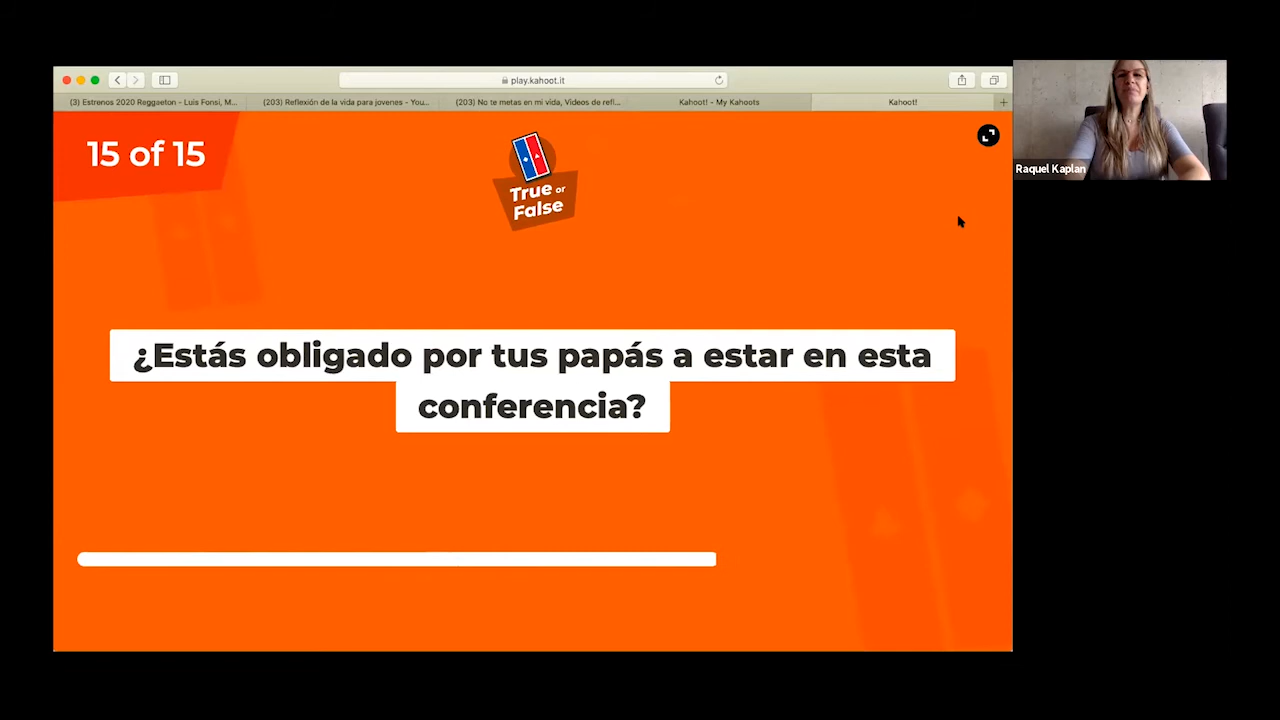 play.kahoot.it
(3) Estrenos 2020 Reggaeton - Luis Fonsi, M...
(203) Reflexión de la vida para jovenes - You...
(203) No te metas en mi vida, Videos de refl...
Kahoot! - My Kahoots
Kahoot!
15 of 15
True or
False
¿Estás obligado por tus papás a estar en esta
conferencia?
Raquel Kaplan